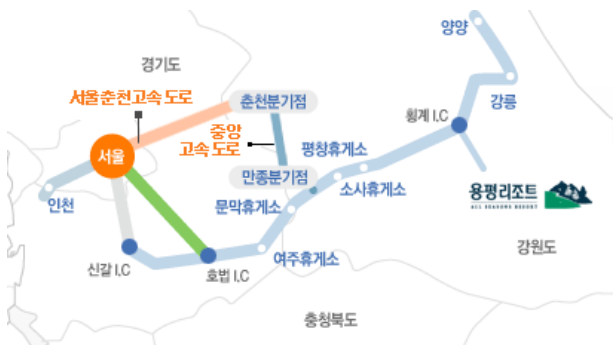 양양
경기도
서울춘천고속 도로
춘천분기점
강릉
횡계 I.C
중앙
고속 도로
평창휴게소
서울
만종분기점
소사휴게소
용평리조트
ALL SEASONS RESORT
인천
문막휴게소
강원도
여주휴게소
신갈 I.C
호법 I.C
충청북도